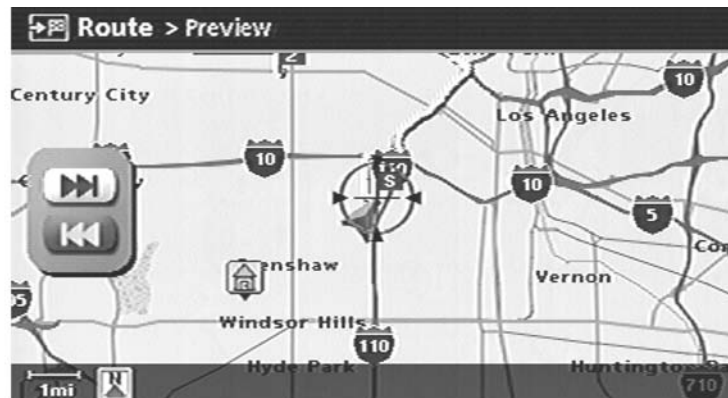 Route > Preview
2
10
Century City
Los Angeles
10
110
S
10
5
Vernon
Windsor Hills
110
Hyde Park
1mi
N
710